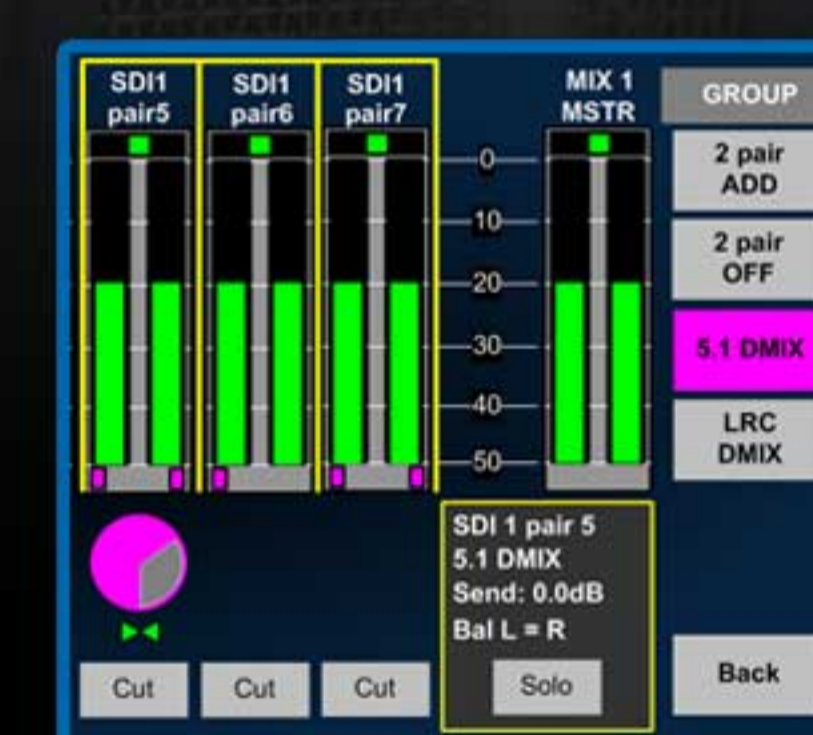 SDI1
pair5
SDI1
pair6
SDI1
pair7
MIX 1
MSTR
GROUP
0
10
20
30
40
50
2 pair
ADD
2 pair
OFF
5.1 DMIX
LRC
DMIX
SDI 1 pair 5
5.1 DMIX
Send: 0.0dB
Bal L = R
Solo
Cut
Cut
Cut
Back